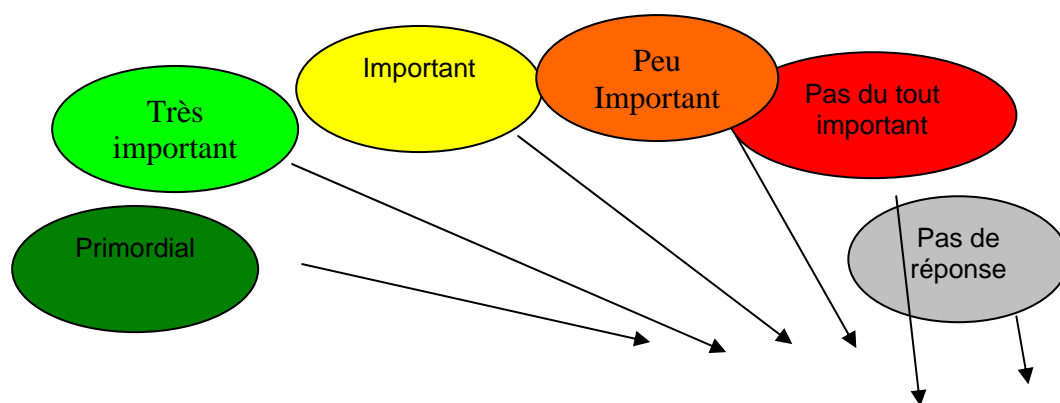 Très
important
Important
Peu
Important
Pas du tout
important
Primordial
Pas de
réponse